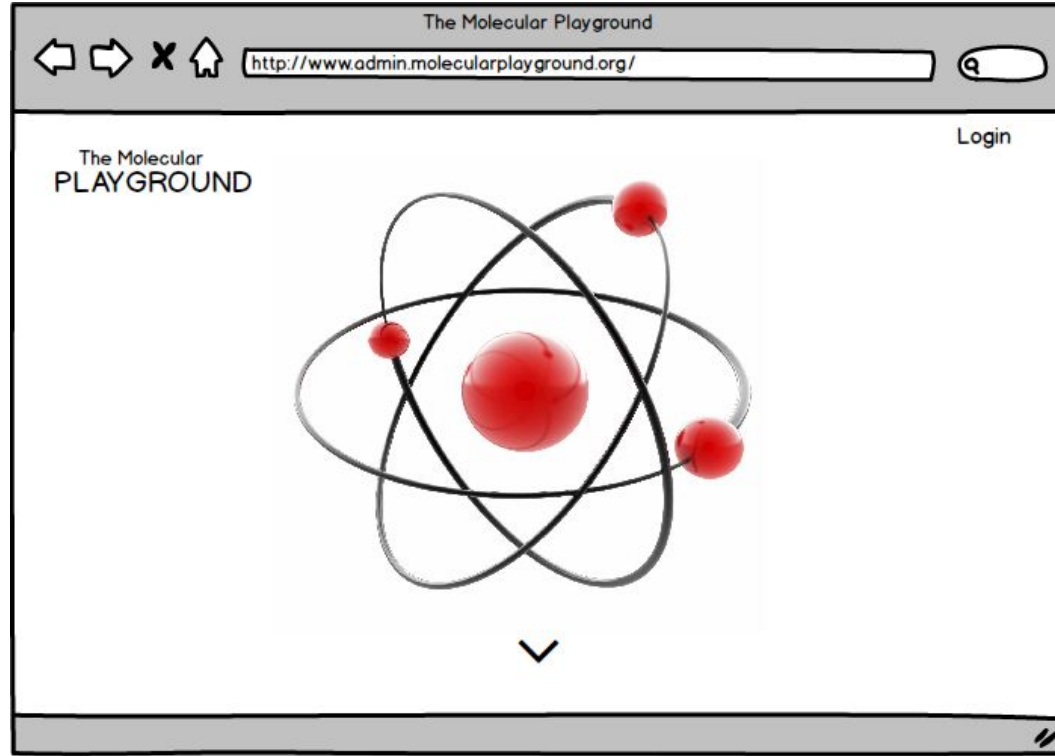 The Molecular Playground
http://www.admin.molecularplayground.org/
Login
The Molecular
PLAYGROUND